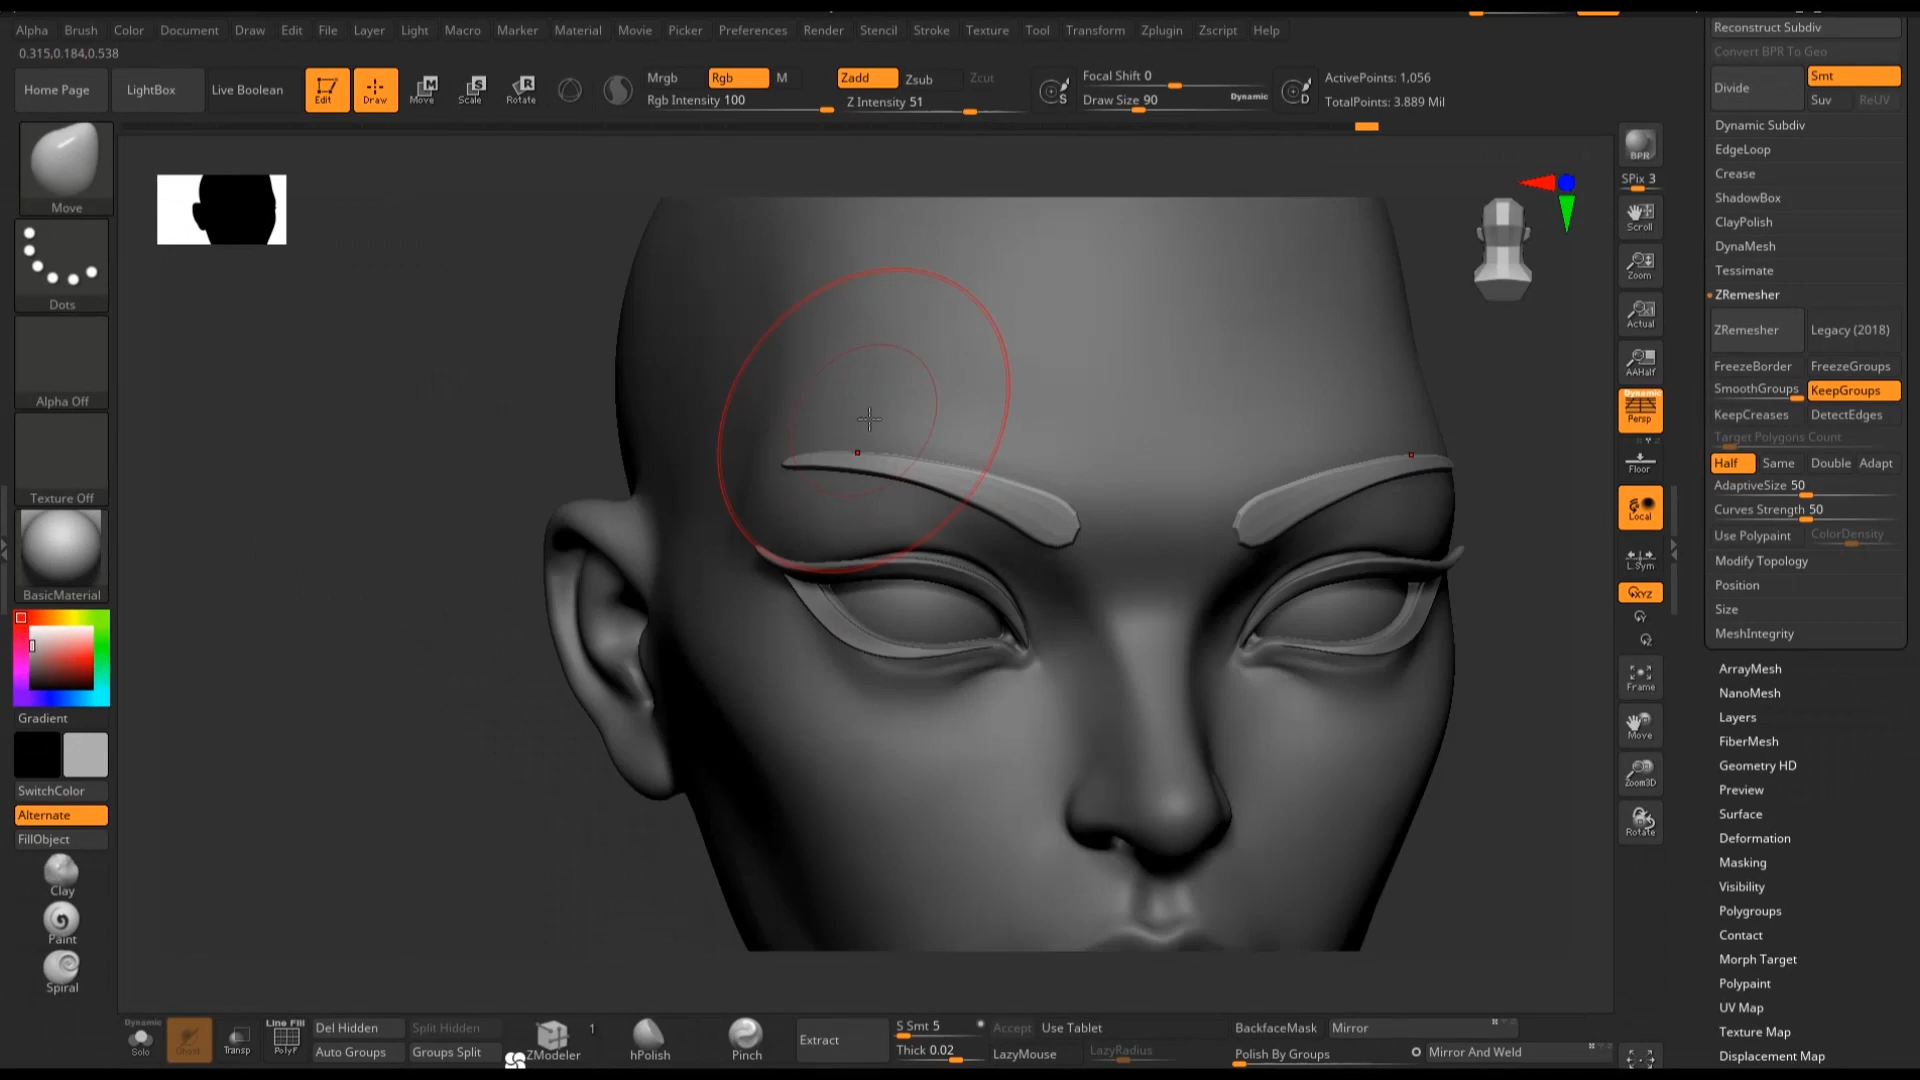 Alpha Brush Color Document Draw Edit File Layer Light Macro Marker Material Movie Picker Preferences Render Stencil Stroke Texture Tool Transform Zplugin Zscript Help
0.315,0.184,0.538
Home Page LightBox Live Boolean Edit Draw Move Scale Rotate
Mrgb Rgb M Zadd Zsub Zcut
Rgb Intensity 100 Z Intensity 51
Focal Shift 0
Draw Size 90 Dynamic
ActivePoints: 1,056
TotalPoints: 3.889 Mil
Move
Dots
Alpha Off
Texture Off
BasicMaterial
Gradient
SwitchColor
Alternate
FillObject
Clay
Paint
Spiral
BPR
SPix 3
Scroll
Zoom
Actual
AAHalf
Dynamic
Persp
Floor
Local
L.Sym
XYZ
Frame
Move
Zoom3D
Rotate
Reconstruct Subdiv
Convert BPR To Geo
Divide Smt
Suv ReUV
Dynamic Subdiv
EdgeLoop
Crease
ShadowBox
ClayPolish
DynaMesh
Tessimate
ZRemesher
ZRemesher Legacy (2018)
FreezeBorder FreezeGroups
SmoothGroups KeepGroups
KeepCreases DetectEdges
Target Polygons Count
Half Same Double Adapt
AdaptiveSize 50
Curves Strength 50
Use Polypaint ColorDensity
Modify Topology
Position
Size
MeshIntegrity
ArrayMesh
NanoMesh
Layers
FiberMesh
Geometry HD
Preview
Surface
Deformation
Masking
Visibility
Polygroups
Contact
Morph Target
Polypaint
UV Map
Texture Map
Displacement Map
Dynamic
Solo Ghost Transp
Line Fill
PolyF
Del Hidden Split Hidden
Auto Groups Groups Split
ZModeler 1
hPolish
Pinch
Extract
S Smt 5 Accept
Thick 0.02
Use Tablet
LazyMouse LazyRadius
BackfaceMask Mirror
Polish By Groups Mirror And Weld